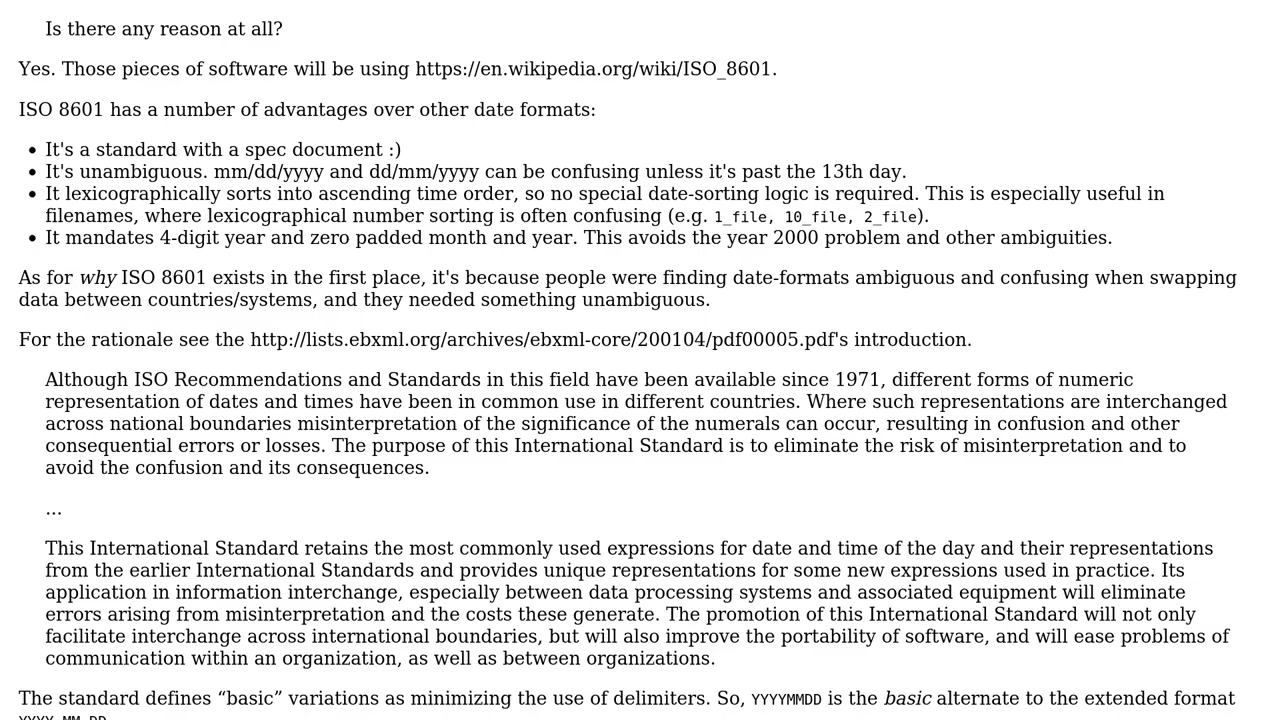 Is there any reason at all?
Yes. Those pieces of software will be using https://en.wikipedia.org/wiki/ISO_8601.
ISO 8601 has a number of advantages over other date formats:
• It's a standard with a spec document :)
• It's unambiguous. mm/dd/yyyy and dd/mm/yyyy can be confusing unless it's past the 13th day.
• It lexicographically sorts into ascending time order, so no special date-sorting logic is required. This is especially useful in
filenames, where lexicographical number sorting is often confusing (e.g. 1_file, 10_file, 2_file).
• It mandates 4-digit year and zero padded month and year. This avoids the year 2000 problem and other ambiguities.
As for why ISO 8601 exists in the first place, it's because people were finding date-formats ambiguous and confusing when swapping
data between countries/systems, and they needed something unambiguous.
For the rationale see the http://lists.ebxml.org/archives/ebxml-core/200104/pdf00005.pdf's introduction.
Although ISO Recommendations and Standards in this field have been available since 1971, different forms of numeric
representation of dates and times have been in common use in different countries. Where such representations are interchanged
across national boundaries misinterpretation of the significance of the numerals can occur, resulting in confusion and other
consequential errors or losses. The purpose of this International Standard is to eliminate the risk of misinterpretation and to
avoid the confusion and its consequences.
...
This International Standard retains the most commonly used expressions for date and time of the day and their representations
from the earlier International Standards and provides unique representations for some new expressions used in practice. Its
application in information interchange, especially between data processing systems and associated equipment will eliminate
errors arising from misinterpretation and the costs these generate. The promotion of this International Standard will not only
facilitate interchange across international boundaries, but will also improve the portability of software, and will ease problems of
communication within an organization, as well as between organizations.
The standard defines “basic” variations as minimizing the use of delimiters. So, YYYYMMDD is the basic alternate to the extended format
YYYY-MM-DD.